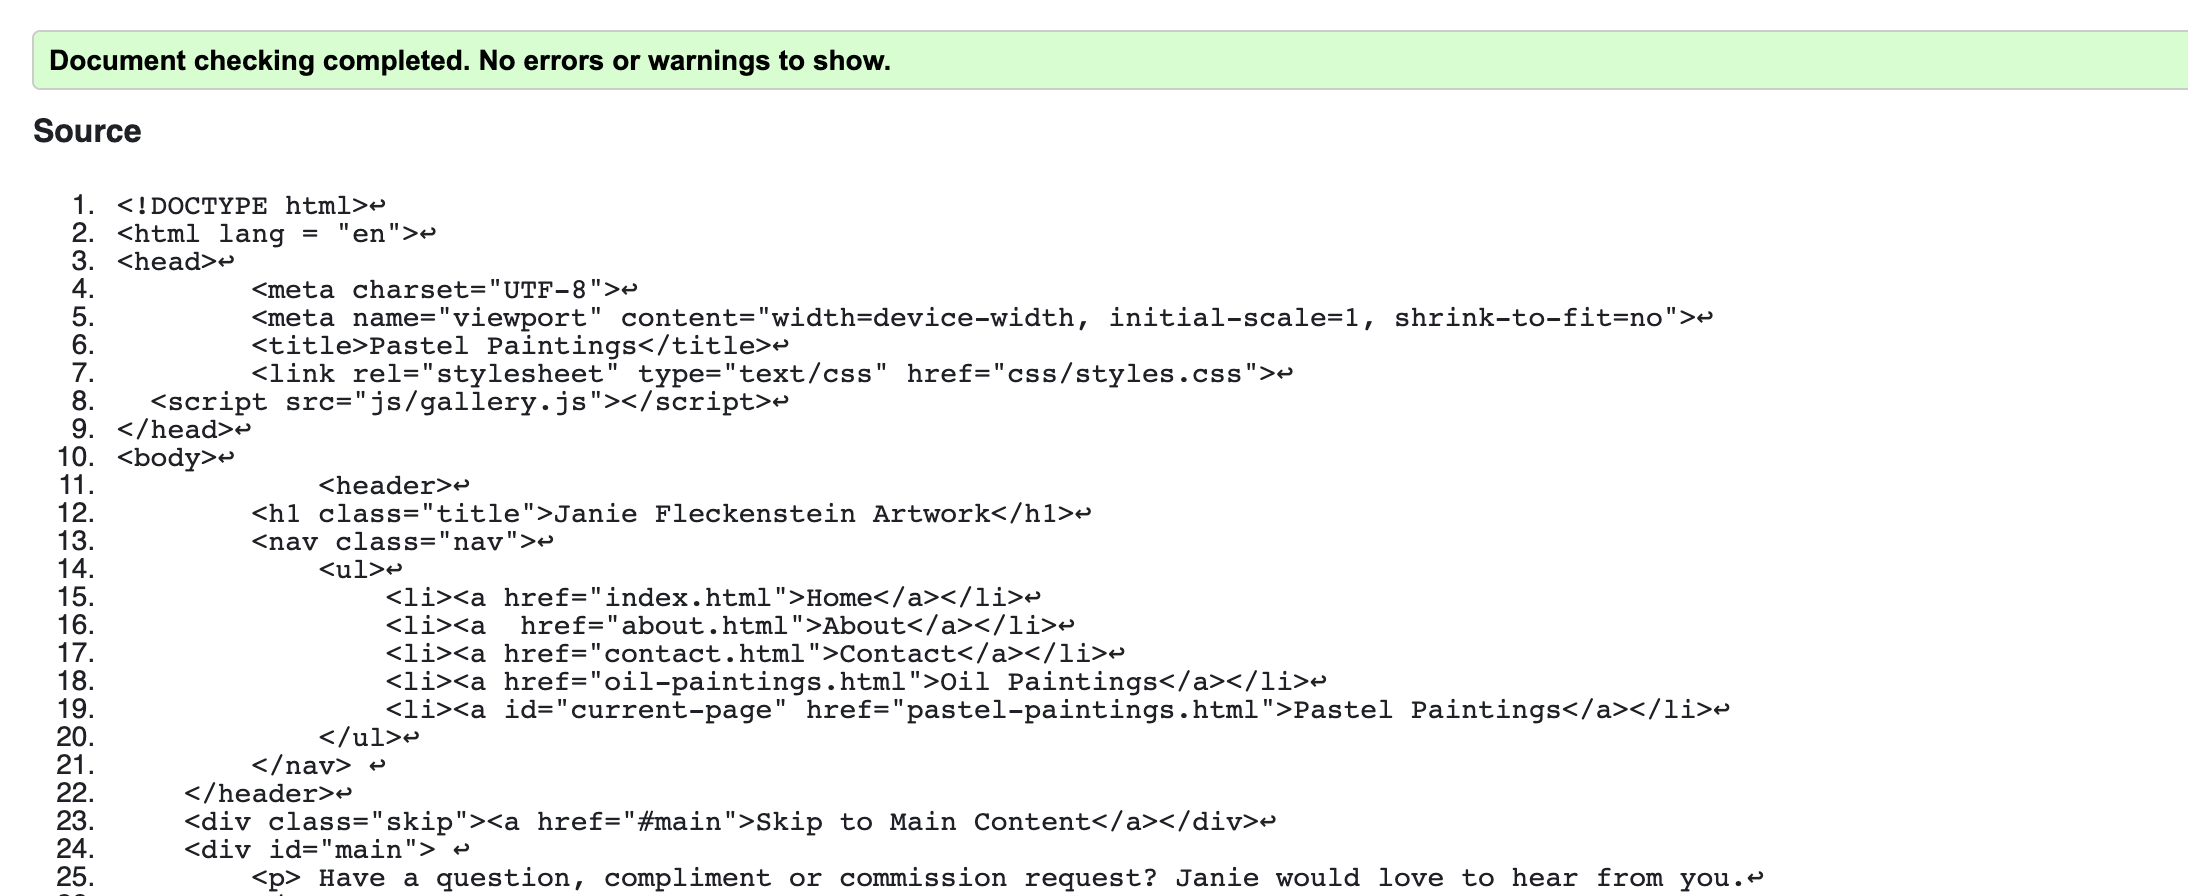 Document checking completed. No errors or warnings to show.
Source
1. <!DOCTYPE html>↩
2. <html lang = "en">↩
3. <head>↩
4.         <meta charset="UTF-8">↩
5.         <meta name="viewport" content="width=device-width, initial-scale=1, shrink-to-fit=no">↩
6.         <title>Pastel Paintings</title>↩
7.         <link rel="stylesheet" type="text/css" href="css/styles.css">↩
8.   <script src="js/gallery.js"></script>↩
9. </head>↩
10. <body>↩
11.             <header>↩
12.         <h1 class="title">Janie Fleckenstein Artwork</h1>↩
13.         <nav class="nav">↩
14.             <ul>↩
15.                 <li><a href="index.html">Home</a></li>↩
16.                 <li><a  href="about.html">About</a></li>↩
17.                 <li><a href="contact.html">Contact</a></li>↩
18.                 <li><a href="oil-paintings.html">Oil Paintings</a></li>↩
19.                 <li><a id="current-page" href="pastel-paintings.html">Pastel Paintings</a></li>↩
20.             </ul>↩
21.         </nav> ↩
22.     </header>↩
23.     <div class="skip"><a href="#main">Skip to Main Content</a></div>↩
24.     <div id="main"> ↩
25.         <p> Have a question, compliment or commission request? Janie would love to hear from you.↩